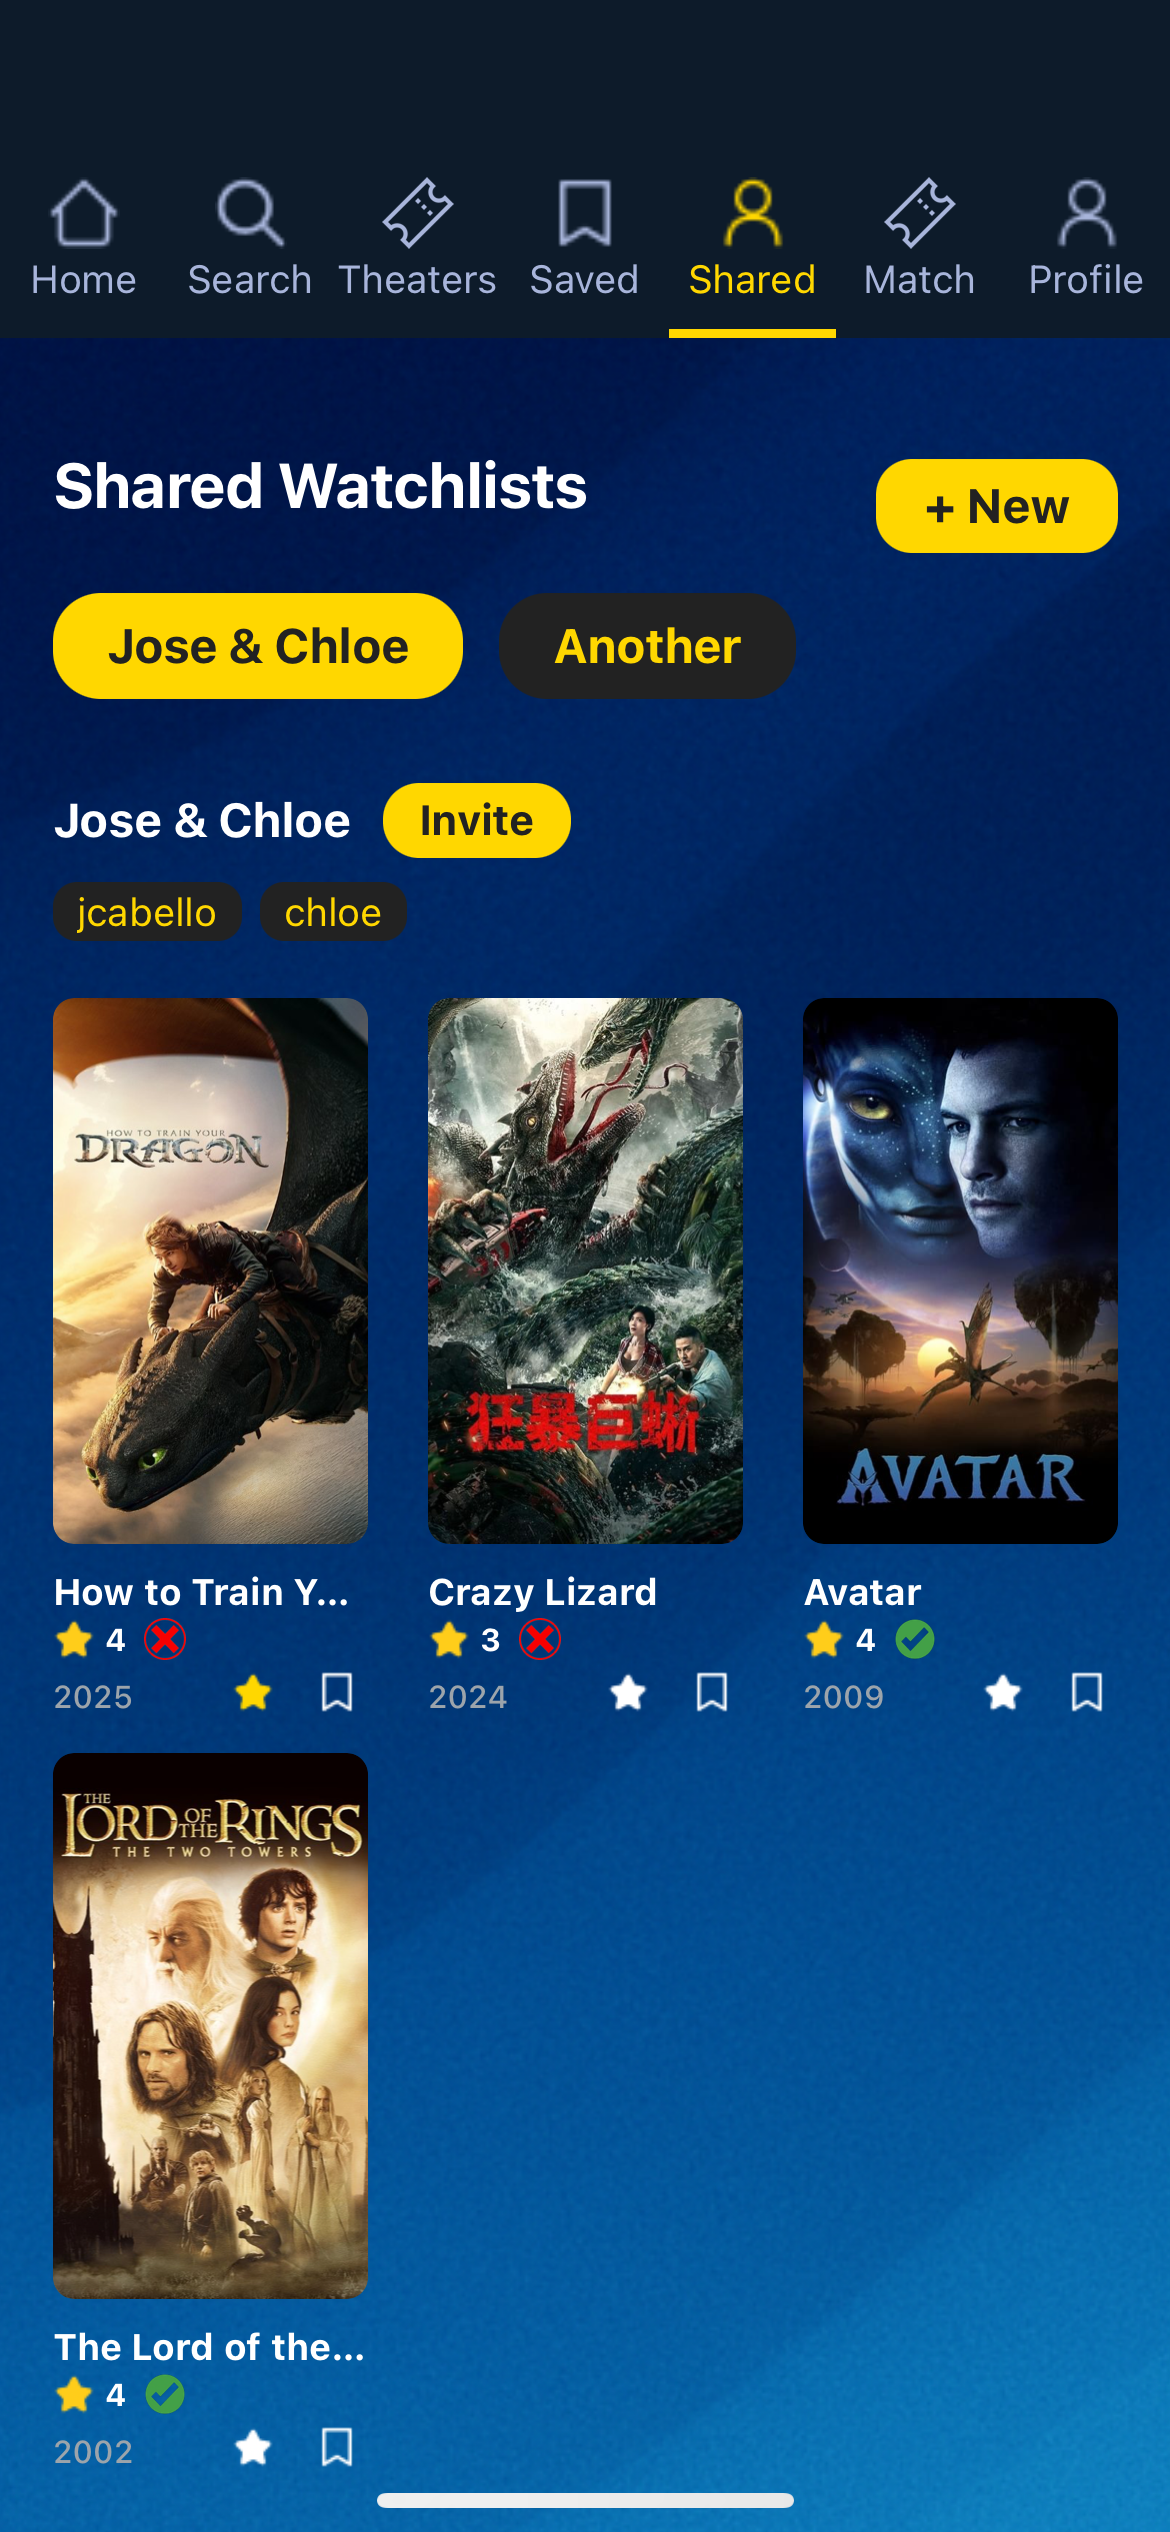 Home Search Theaters Saved Shared Match Profile
Shared Watchlists
+ New
Jose & Chloe
Another
Jose & Chloe
Invite
jcabello
chloe
HOW TO TRAIN YOUR
DRAGON
狂暴巨蜥
AVATAR
How to Train Y...
Crazy Lizard
Avatar
4
3
4
2025
2024
2009
THE
LORD OF THE RINGS
THE TWO TOWERS
The Lord of the...
4
2002